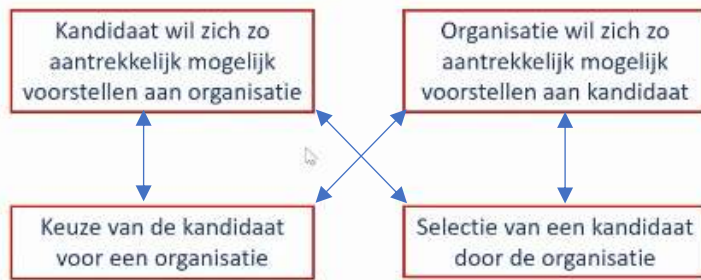 Kandidaat wil zich zo
aantrekkelijk mogelijk
voorstellen aan organisatie
Organisatie wil zich zo
aantrekkelijk mogelijk
voorstellen aan kandidaat
Keuze van de kandidaat
voor een organisatie
Selectie van een kandidaat
door de organisatie